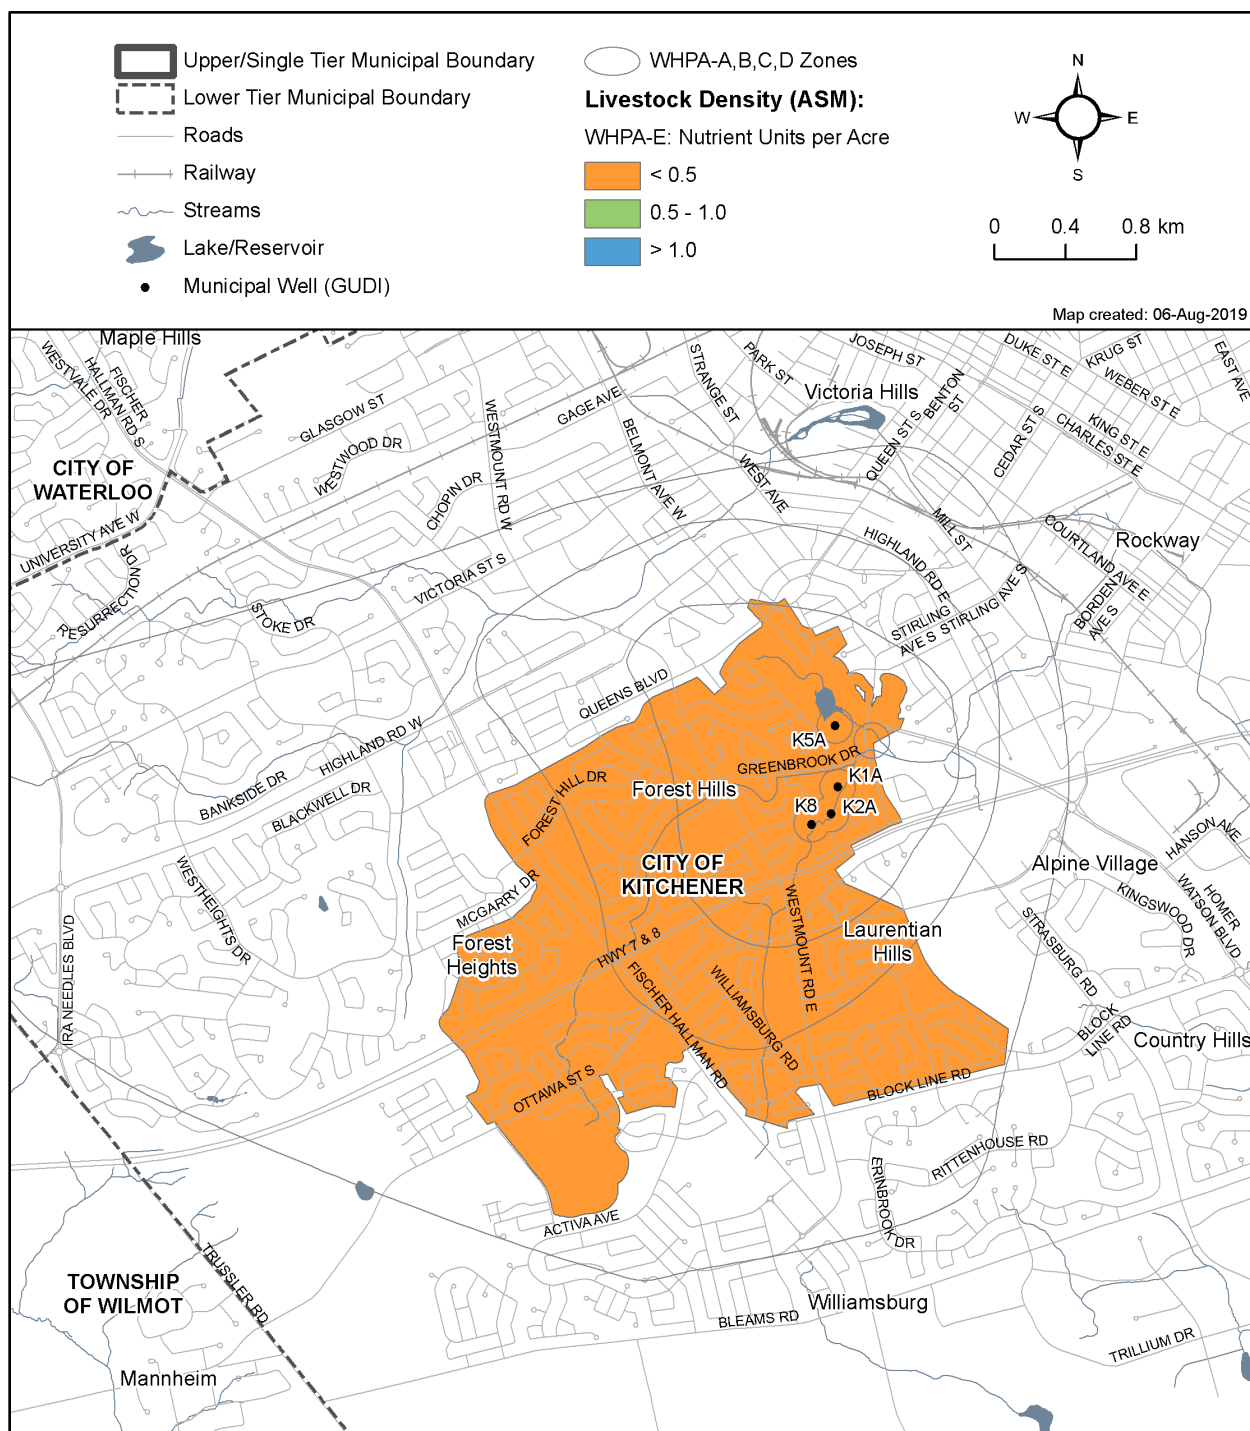 Upper/Single Tier Municipal Boundary
Lower Tier Municipal Boundary
Roads
Railway
Streams
Lake/Reservoir
Municipal Well (GUDI)
WHPA-A,B,C,D Zones
Livestock Density (ASM):
WHPA-E: Nutrient Units per Acre
< 0.5
0.5 - 1.0
> 1.0
N
W
E
S
0 0.4 0.8 km
Map created: 06-Aug-2019
Maple Hills
WESTVALE DR
FISCHER
HALLMAN RD S
GLASGOW ST
WESTWOOD DR
CHOPIN DR
WESTMOUNT RD W
GAGE AVE
BELMONT AVE W
STRANGE ST
PARK ST
WEST AVE
JOSEPH ST
Victoria Hills
QUEEN ST S
BENTON
ST
CEDAR ST S
DUKE ST E
KRUG ST
WEBER ST E
EAST AVE
KING ST E
CHARLES ST E
CITY OF
WATERLOO
UNIVERSITY AVE W
RESURRECTION DR
STOKE DR
VICTORIA ST S
HIGHLAND RD E
MILL ST
COURTLAND AVE E
Rockway
BORDEN
AVE S
STIRLING
AVE S
STIRLING AVE S
QUEENS BLVD
HIGHLAND RD W
BANKSIDE DR
BLACKWELL DR
FOREST HILL DR
K5A
GREENBROOK DR
K1A
K8
K2A
Forest Hills
CITY OF
KITCHENER
HANSON AVE
Alpine Village
KINGSWOOD DR
HOMER
WATSON BLVD
WESTHEIGHTS DR
MCGARRY DR
Forest
Heights
HWY 7 & 8
WESTMOUNT RD E
Laurentian
Hills
STRASBURG RD
IRA NEEDLES BLVD
FISCHER HALLMAN RD
WILLIAMSBURG RD
BLOCK
LINE RD
Country Hills
OTTAWA ST S
BLOCK LINE RD
RITTENHOUSE RD
ERINBROOK DR
ACTIVA AVE
TRUSSLER RD
TOWNSHIP
OF WILMOT
Williamsburg
BLEAMS RD
TRILLIUM DR
Mannheim